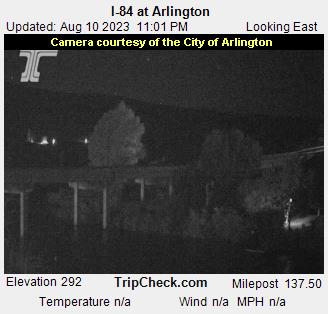 I-84 at Arlington
Updated: Aug 10 2023 11:01 PM Looking East
Camera courtesy of the City of Arlington
Elevation 292 TripCheck.com Milepost 137.50
Temperature n/a Wind n/a MPH n/a